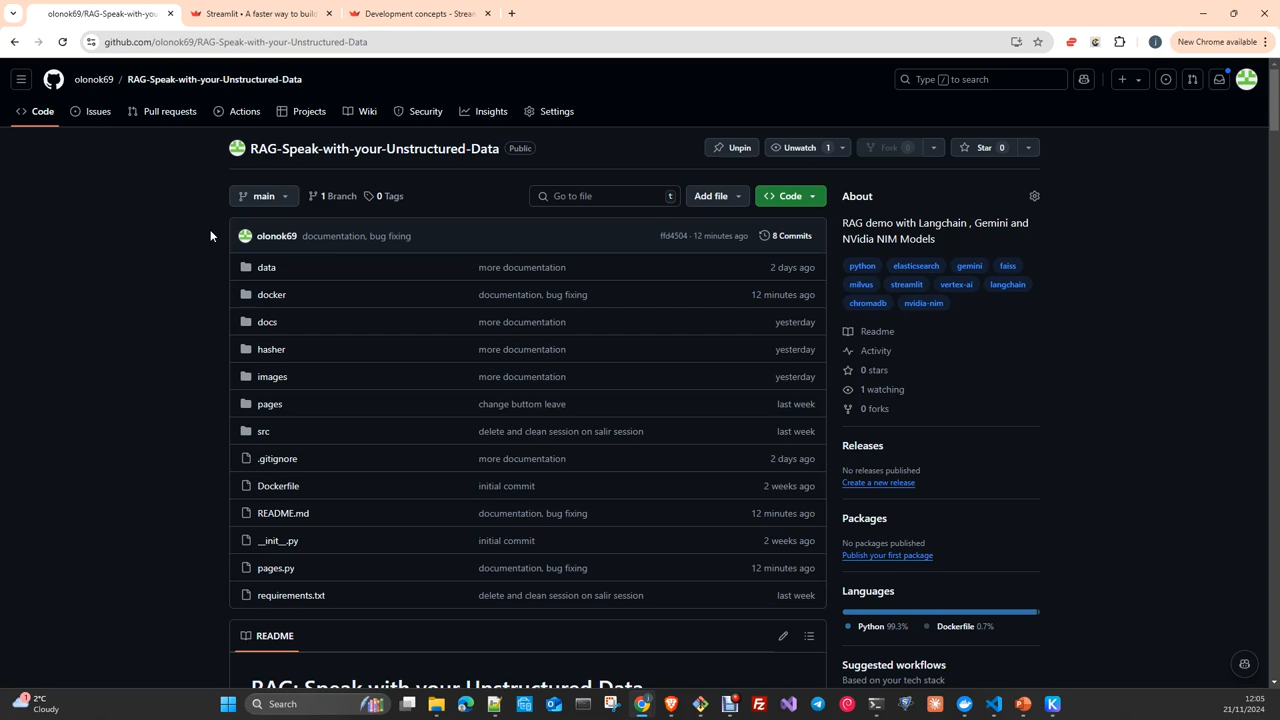 olonok69/RAG-Speak-with-you
Streamlit • A faster way to build
Development concepts - Stream
github.com/olonok69/RAG-Speak-with-your-Unstructured-Data
New Chrome available
olonok69 / RAG-Speak-with-your-Unstructured-Data
Type / to search
Code Issues Pull requests Actions Projects Wiki Security Insights Settings
RAG-Speak-with-your-Unstructured-Data Public
Unpin Unwatch 1 Fork 0 Star 0
main 1 Branch 0 Tags Go to file t Add file Code
olonok69 documentation, bug fixing ffd4504 · 12 minutes ago 8 Commits
data more documentation 2 days ago
docker documentation, bug fixing 12 minutes ago
docs more documentation yesterday
hasher more documentation yesterday
images more documentation yesterday
pages change buttom leave last week
src delete and clean session on salir session last week
.gitignore more documentation 2 days ago
Dockerfile initial commit 2 weeks ago
README.md documentation, bug fixing 12 minutes ago
__init__.py initial commit 2 weeks ago
pages.py documentation, bug fixing 12 minutes ago
requirements.txt delete and clean session on salir session last week
README
RAG: Speak with your Unstructured Data
About
RAG demo with Langchain , Gemini and
NVidia NIM Models
python elasticsearch gemini faiss
milvus streamlit vertex-ai langchain
chromadb nvidia-nim
Readme
Activity
0 stars
1 watching
0 forks
Releases
No releases published
Create a new release
Packages
No packages published
Publish your first package
Languages
Python 99.3% Dockerfile 0.7%
Suggested workflows
Based on your tech stack
2°C
Cloudy
Search
12:05
21/11/2024